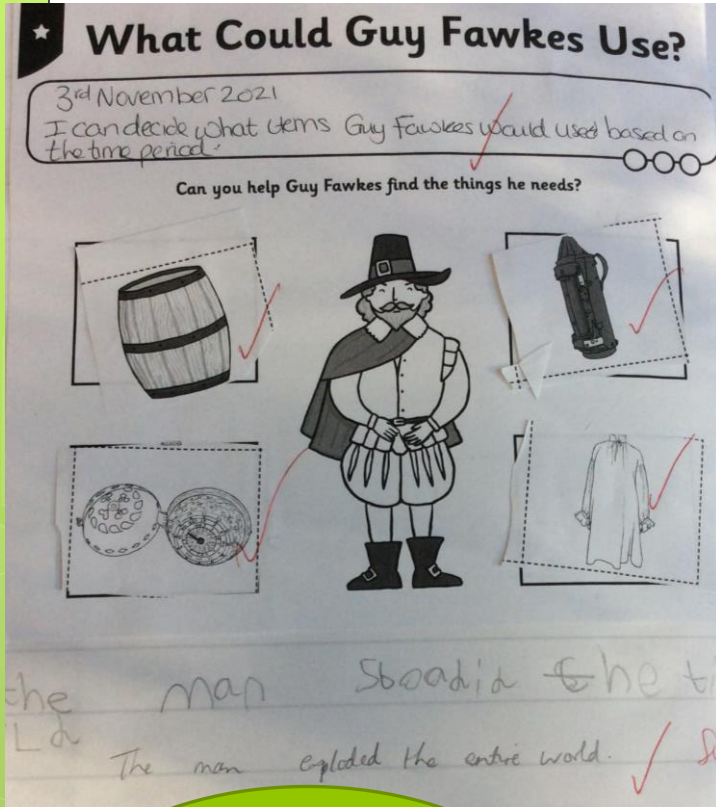 What Could Guy Fawkes Use?
3rd November 2021
I can decide what items Guy Fawkes would used based on
the time period.
Can you help Guy Fawkes find the things he needs?
the man the
The man exploded the entire world.